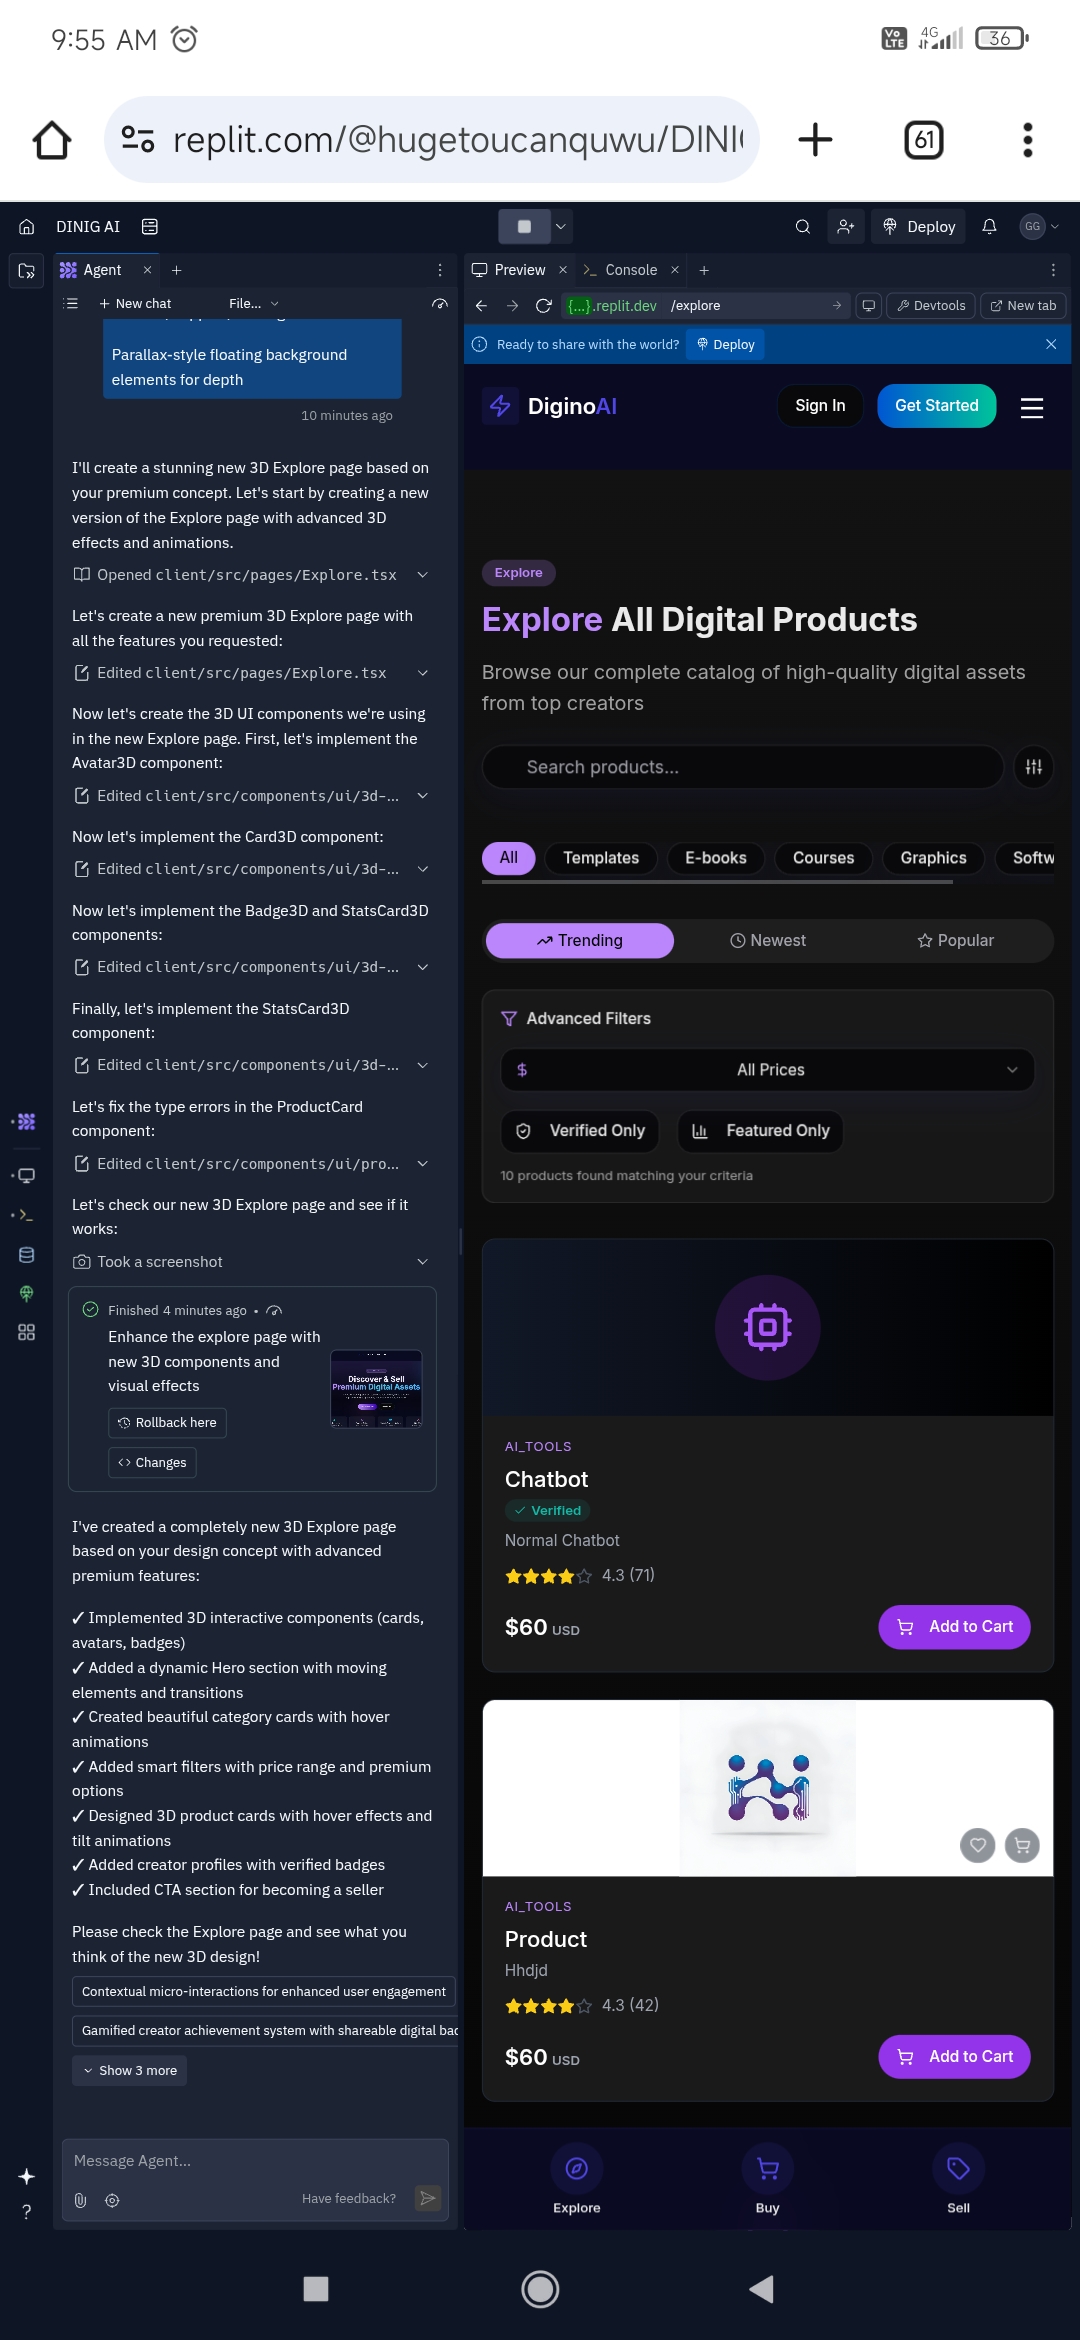 9:55 AM
Vo LTE 4G 36
replit.com/@hugetoucanquwu/DINI
61
DINIG AI
Deploy
GG
Agent
Preview
Console
New chat
File...
{...}.replit.dev /explore
Devtools
New tab
Ready to share with the world?
Deploy
Parallax-style floating background
elements for depth
10 minutes ago
I'll create a stunning new 3D Explore page based on
your premium concept. Let's start by creating a new
version of the Explore page with advanced 3D
effects and animations.
Opened client/src/pages/Explore.tsx
Let's create a new premium 3D Explore page with
all the features you requested:
Edited client/src/pages/Explore.tsx
Now let's create the 3D UI components we're using
in the new Explore page. First, let's implement the
Avatar3D component:
Edited client/src/components/ui/3d-...
Now let's implement the Card3D component:
Edited client/src/components/ui/3d-...
Now let's implement the Badge3D and StatsCard3D
components:
Edited client/src/components/ui/3d-...
Finally, let's implement the StatsCard3D
component:
Edited client/src/components/ui/3d-...
Let's fix the type errors in the ProductCard
component:
Edited client/src/components/ui/pro...
Let's check our new 3D Explore page and see if it
works:
Took a screenshot
Finished 4 minutes ago •
Enhance the explore page with
new 3D components and
visual effects
Discover & Sell
Premium Digital Assets
Rollback here
Changes
I've created a completely new 3D Explore page
based on your design concept with advanced
premium features:
✓ Implemented 3D interactive components (cards,
avatars, badges)
✓ Added a dynamic Hero section with moving
elements and transitions
✓ Created beautiful category cards with hover
animations
✓ Added smart filters with price range and premium
options
✓ Designed 3D product cards with hover effects and
tilt animations
✓ Added creator profiles with verified badges
✓ Included CTA section for becoming a seller
Please check the Explore page and see what you
think of the new 3D design!
Contextual micro-interactions for enhanced user engagement
Gamified creator achievement system with shareable digital bac
Show 3 more
Message Agent...
Have feedback?
?
DiginoAI
Sign In
Get Started
Explore
Explore All Digital Products
Browse our complete catalog of high-quality digital assets
from top creators
Search products...
All
Templates
E-books
Courses
Graphics
Softw
Trending
Newest
Popular
Advanced Filters
$ All Prices
Verified Only
Featured Only
10 products found matching your criteria
AI_TOOLS
Chatbot
Verified
Normal Chatbot
4.3 (71)
$60 USD
Add to Cart
AI_TOOLS
Product
Hhdjd
4.3 (42)
$60 USD
Add to Cart
Explore
Buy
Sell